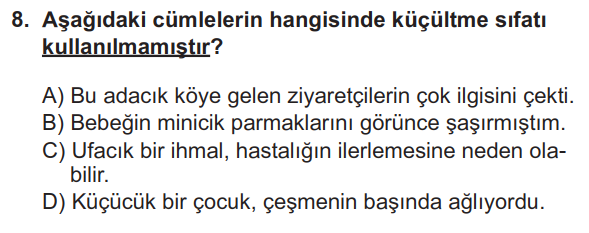 8. Aşağıdaki cümlelerin hangisinde küçültme sıfatı
kullanılmamıştır?
A) Bu adacık köye gelen ziyaretçilerin çok ilgisini çekti.
B) Bebeğin minicik parmaklarını görünce şaşırmıştım.
C) Ufacık bir ihmal, hastalığın ilerlemesine neden ola-
bilir.
D) Küçücük bir çocuk, çeşmenin başında ağlıyordu.